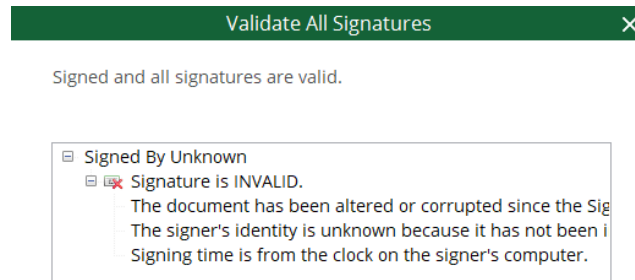 Validate All Signatures
Signed and all signatures are valid.
Signed By Unknown
Signature is INVALID.
The document has been altered or corrupted since the Sig
The signer's identity is unknown because it has not been i
Signing time is from the clock on the signer's computer.